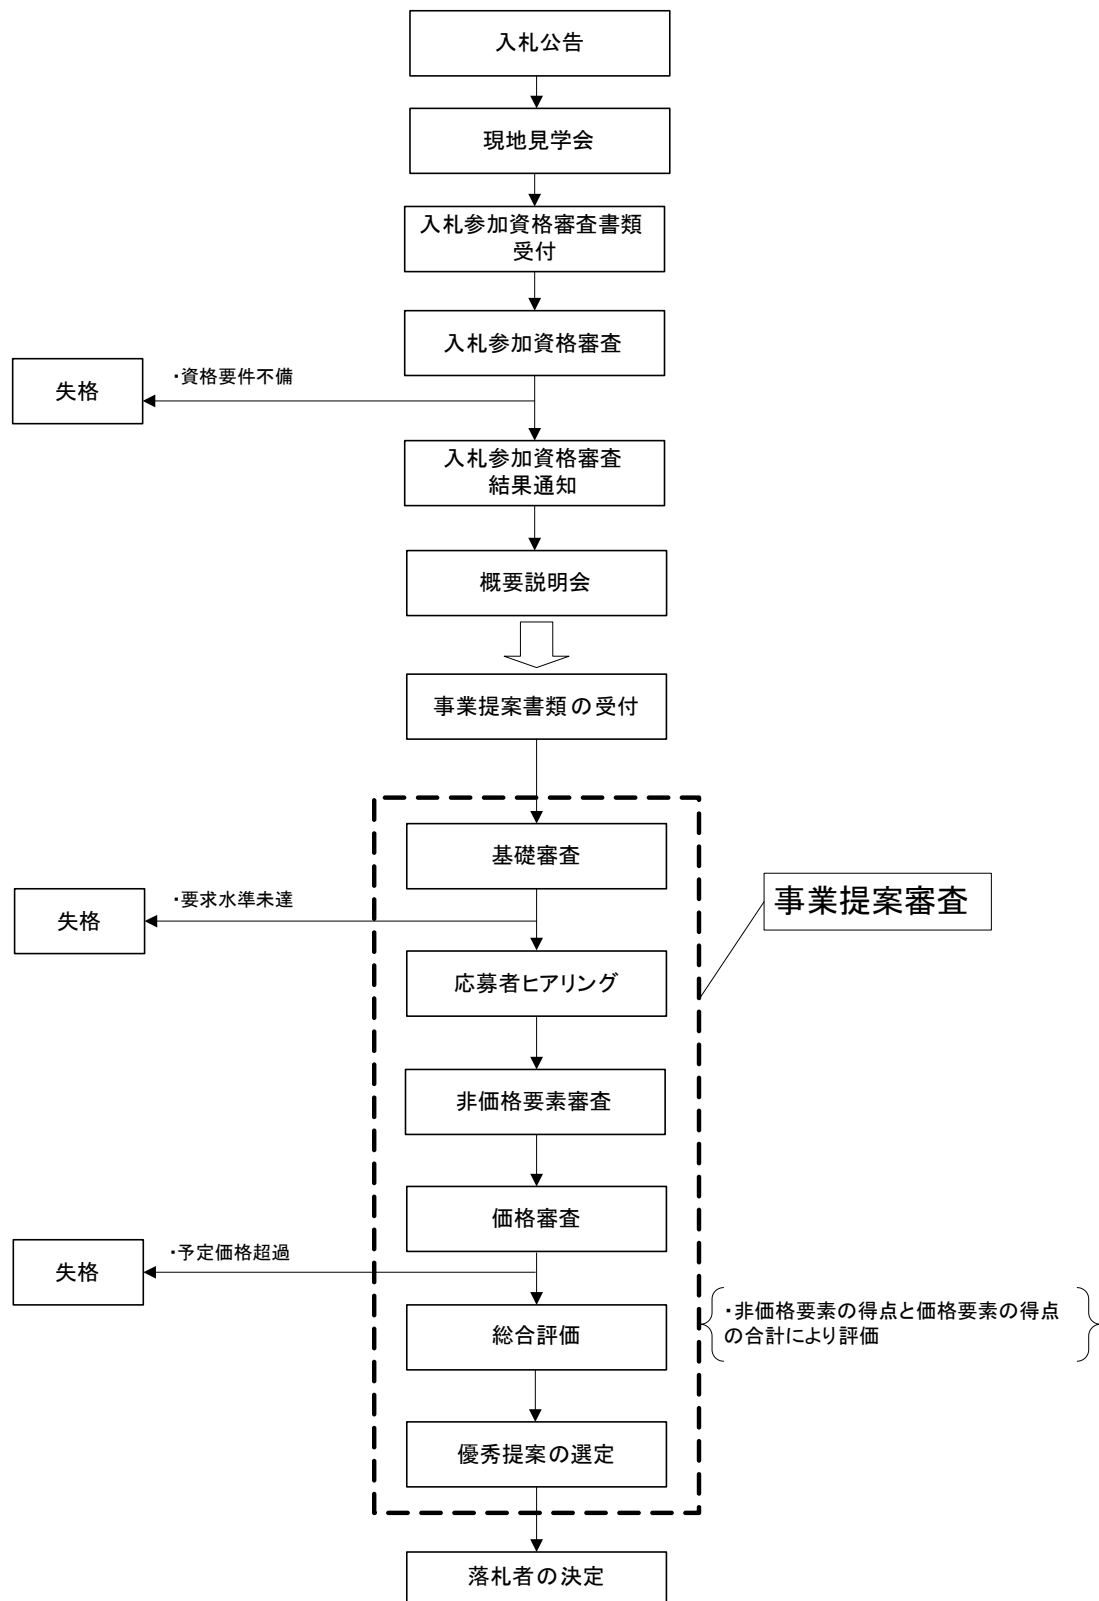 入札公告
現地見学会
入札参加資格審査書類
受付
入札参加資格審査
・資格要件不備
失格
入札参加資格審査
結果通知
概要説明会
事業提案書類の受付
基礎審査
事業提案審査
・要求水準未達
失格
応募者ヒアリング
非価格要素審査
価格審査
・予定価格超過
失格
総合評価
・非価格要素の得点と価格要素の得点
の合計により評価
優秀提案の選定
落札者の決定